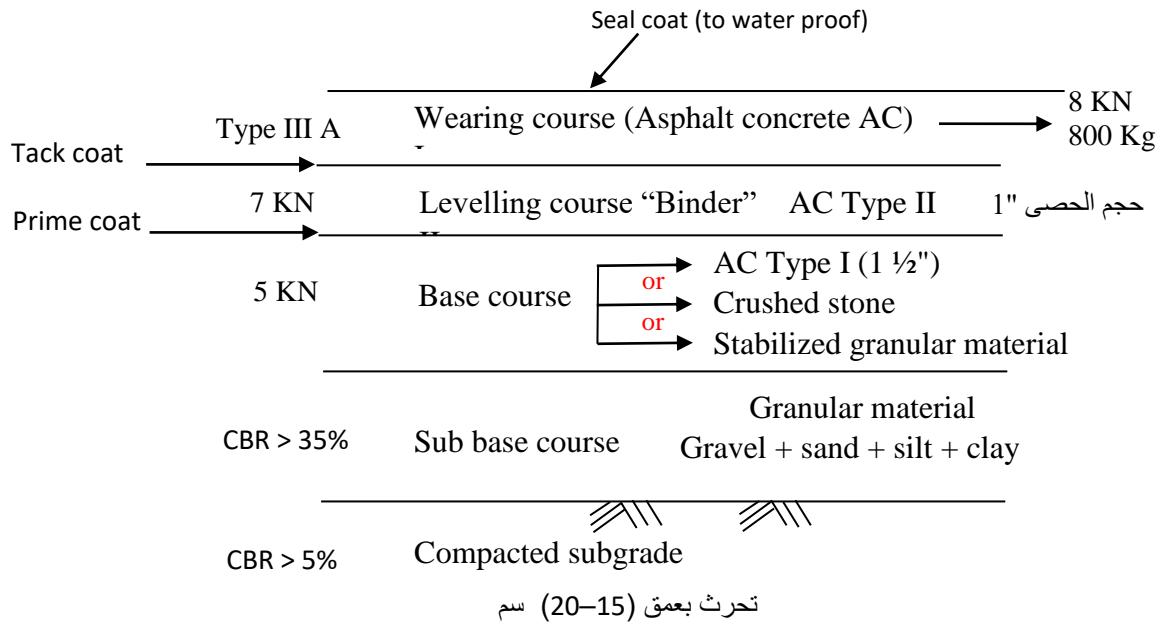 Seal coat (to water proof)
Type III A
Wearing course (Asphalt concrete AC)
8 KN
800 Kg
Tack coat
7 KN
Levelling course “Binder”
AC Type II
حجم الحصى "1
Prime coat
5 KN
Base course
AC Type I (1 ½")
or
Crushed stone
or
Stabilized granular material
CBR > 35%
Sub base course
Granular material
Gravel + sand + silt + clay
CBR > 5%
Compacted subgrade
تحرث بعمق (15–20) سم